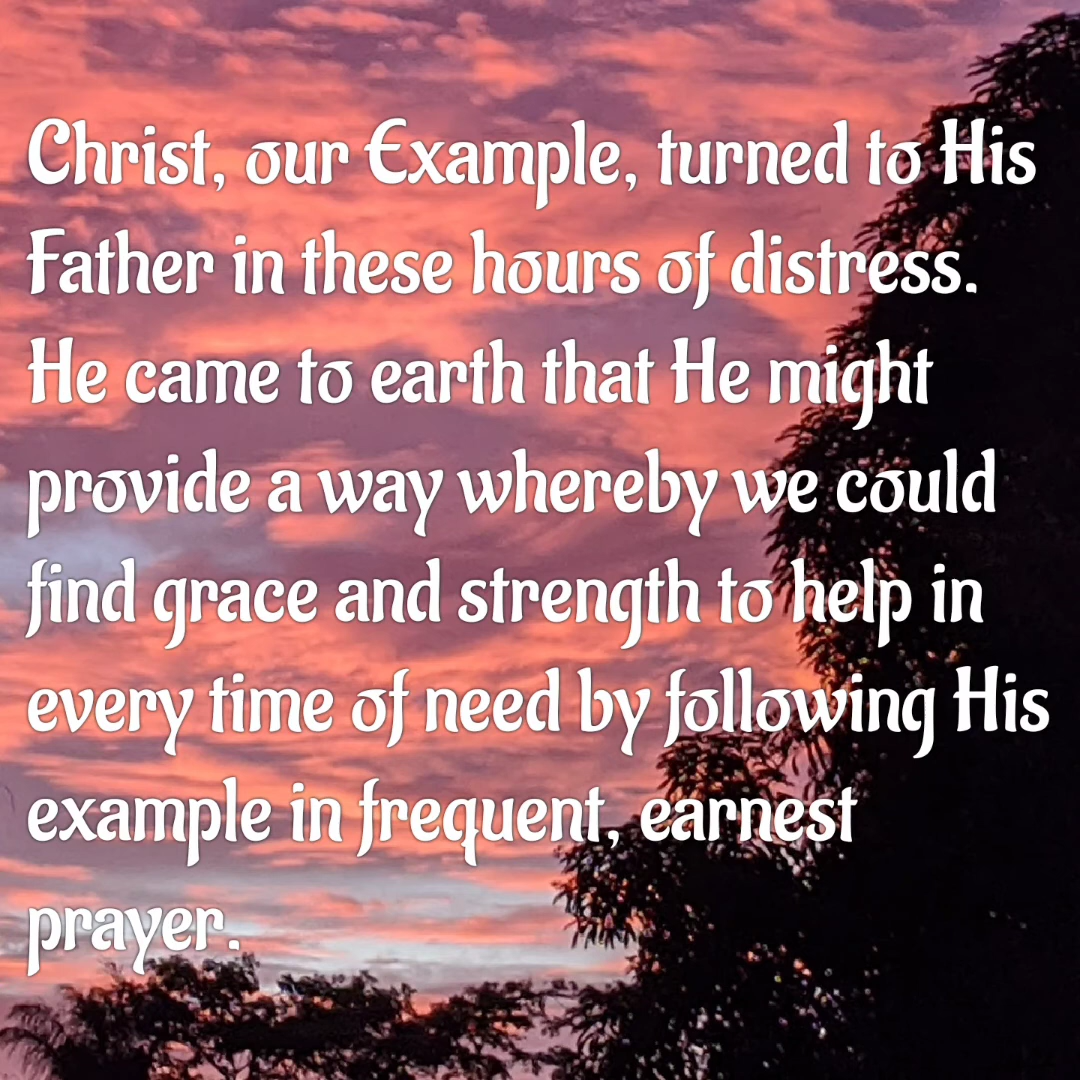 Christ, our Example, turned to His
Father in these hours of distress.
He came to earth that He might
provide a way whereby we could
find grace and strength to help in
every time of need by following His
example in frequent, earnest
prayer.